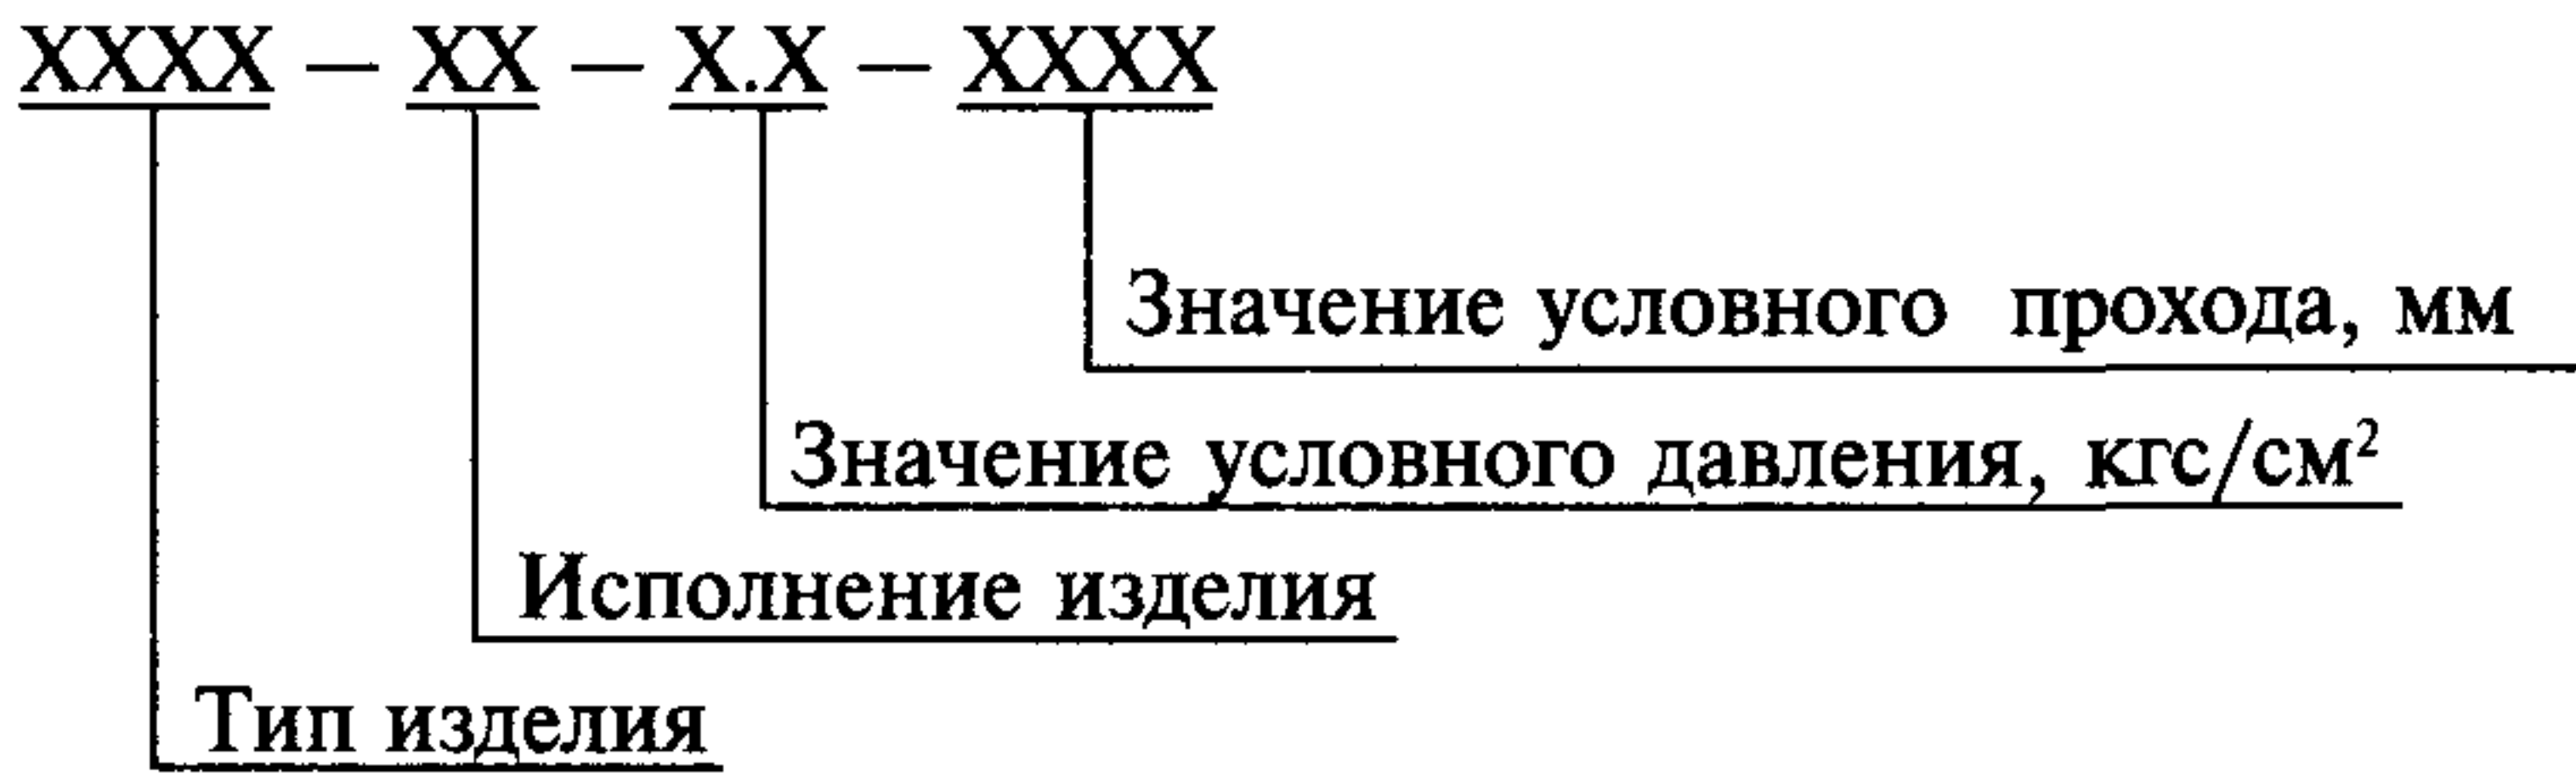 XXXX – XX – X.X – XXXX
Значение условного прохода, мм
Значение условного давления, кгс/см²
Исполнение изделия
Тип изделия